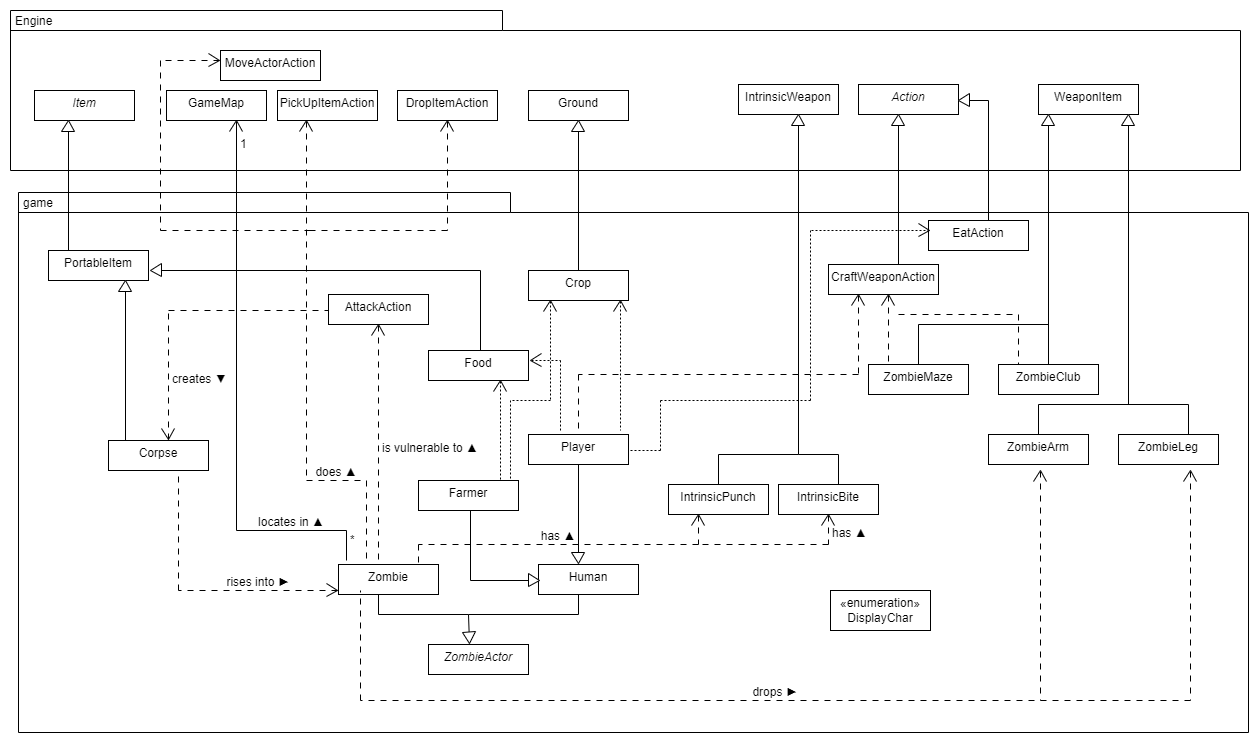 Engine
MoveActorAction
Item
GameMap
PickUpItemAction
DropItemAction
Ground
IntrinsicWeapon
Action
WeaponItem
1
game
EatAction
PortableItem
Crop
CraftWeaponAction
AttackAction
Food
ZombieMaze
ZombieClub
creates ▼
Player
is vulnerable to ▲
ZombieArm
ZombieLeg
Corpse
does ▲
Farmer
IntrinsicPunch
IntrinsicBite
locates in ▲
*
has ▲
has ▲
Zombie
Human
rises into ►
«enumeration»
DisplayChar
ZombieActor
drops ►